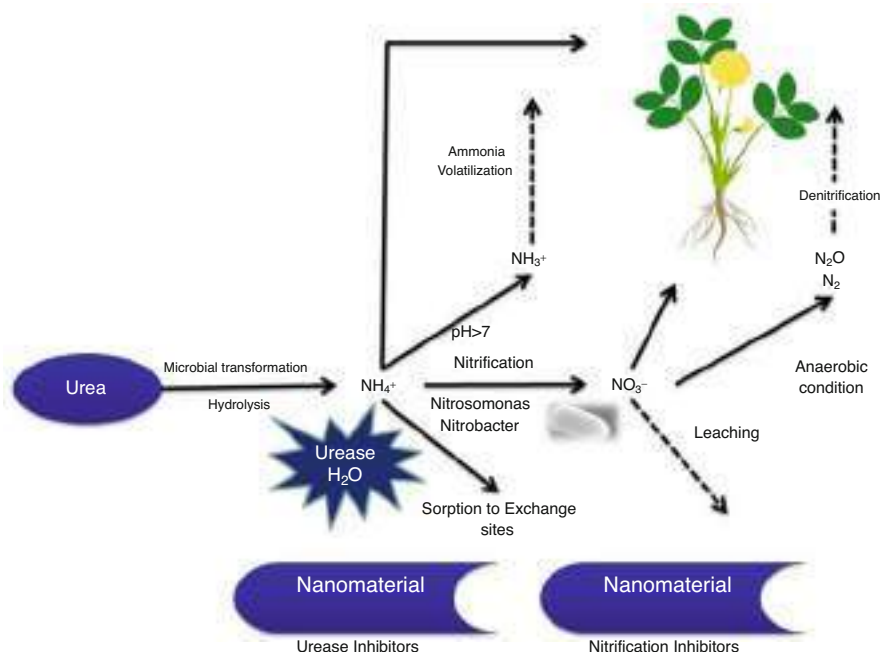 Ammonia
Volatilization
Denitrification
NH₃⁺
N₂O
N₂
pH>7
Microbial transformation
Nitrification
Anaerobic
condition
Urea
NH₄⁺
NO₃⁻
Hydrolysis
Nitrosomonas
Nitrobacter
Leaching
Urease
H₂O
Sorption to Exchange
sites
Nanomaterial
Nanomaterial
Urease Inhibitors
Nitrification Inhibitors